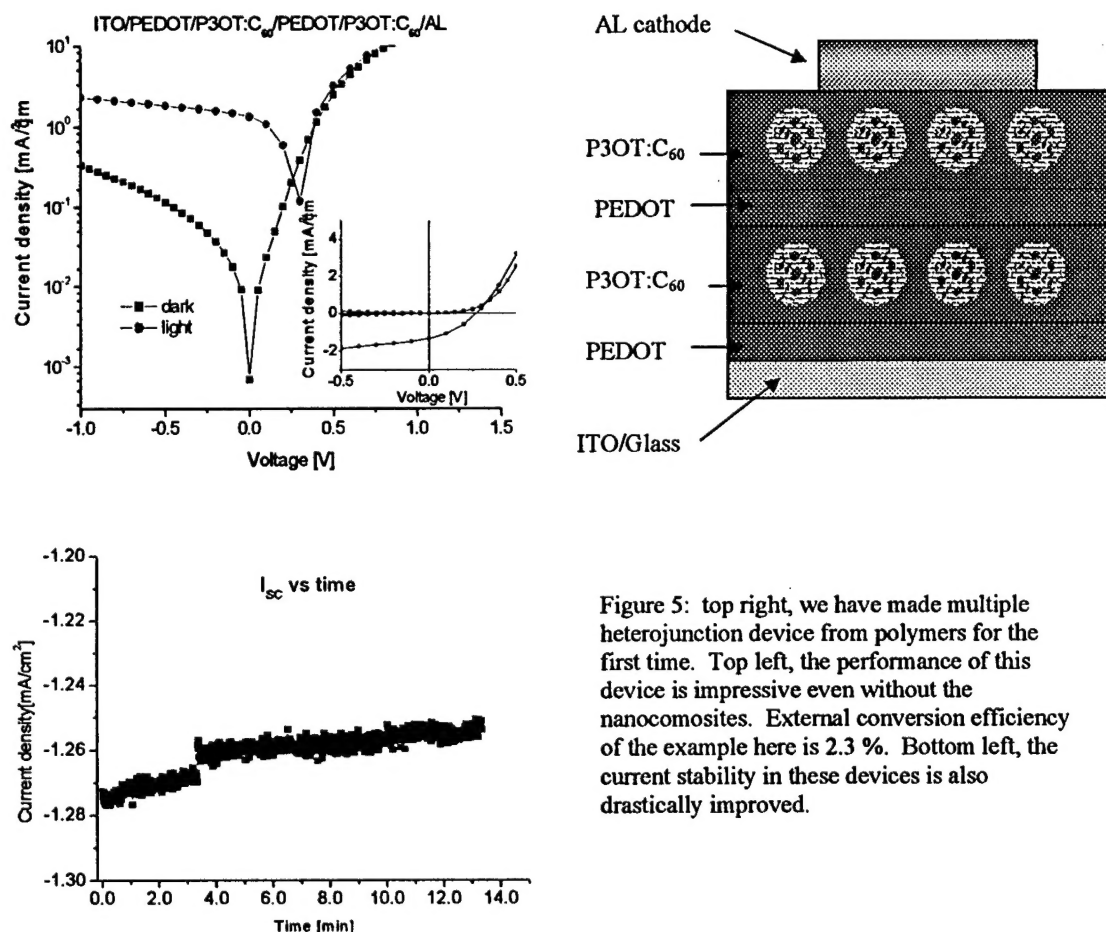 ITO/PEDOT/P3OT:C60/PEDOT/P3OT:C60/AL
Current density [mA/cm²]
10^1
10^0
10^-1
10^-2
10^-3
dark
light
-1.0
-0.5
0.0
0.5
1.0
1.5
Voltage [V]
Current density [mA/cm²]
4
2
0
-2
-0.5
0.0
0.5
Voltage [V]
AL cathode
P3OT:C60
PEDOT
P3OT:C60
PEDOT
ITO/Glass
Isc vs time
Current density[mA/cm²]
-1.20
-1.22
-1.24
-1.26
-1.28
-1.30
0.0
2.0
4.0
6.0
8.0
10.0
12.0
14.0
Time [min]
Figure 5: top right, we have made multiple
heterojunction device from polymers for the
first time. Top left, the performance of this
device is impressive even without the
nanocomosites. External conversion efficiency
of the example here is 2.3 %. Bottom left, the
current stability in these devices is also
drastically improved.